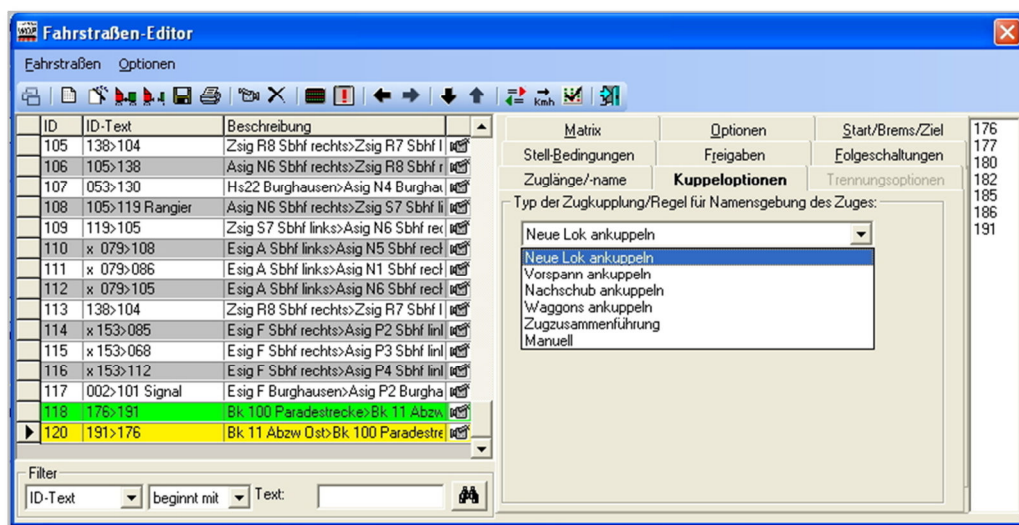 Fahrstraßen-Editor
Fahrstraßen Optionen
Kmh
ID ID-Text Beschreibung
105 138>104 Zsig R8 Sbhf rechts>Zsig R7 Sbhf l
106 105>138 Asig N6 Sbhf rechts>Zsig R8 Sbhf r
107 053>130 Hs22 Burghausen>Asig N4 Burghau
108 105>119 Rangier Asig N6 Sbhf rechts>Zsig S7 Sbhf li
109 119>105 Zsig S7 Sbhf links>Asig N6 Sbhf rec
110 x 079>108 Esig A Sbhf links>Asig N5 Sbhf rech
111 x 079>086 Esig A Sbhf links>Asig N1 Sbhf rech
112 x 079>105 Esig A Sbhf links>Asig N6 Sbhf rech
113 138>104 Zsig R8 Sbhf rechts>Zsig R7 Sbhf l
114 x 153>085 Esig F Sbhf rechts>Asig P2 Sbhf linl
115 x 153>068 Esig F Sbhf rechts>Asig P3 Sbhf linl
116 x 153>112 Esig F Sbhf rechts>Asig P4 Sbhf linl
117 002>101 Signal Esig F Burghausen>Asig P2 Burgha
118 176>191 Bk 100 Paradestrecke>Bk 11 Abzw
120 191>176 Bk 11 Abzw Ost>Bk 100 Paradestre
Filter
ID-Text beginnt mit Text:
Matrix Optionen Start/Brems/Ziel
Stell-Bedingungen Freigaben Folgeschaltungen
Zuglänge/-name Kuppeloptionen Trennungsoptionen
Typ der Zugkupplung/Regel für Namensgebung des Zuges:
Neue Lok ankuppeln
Neue Lok ankuppeln
Vorspann ankuppeln
Nachschub ankuppeln
Waggons ankuppeln
Zugzusammenführung
Manuell
176
177
180
182
185
186
191